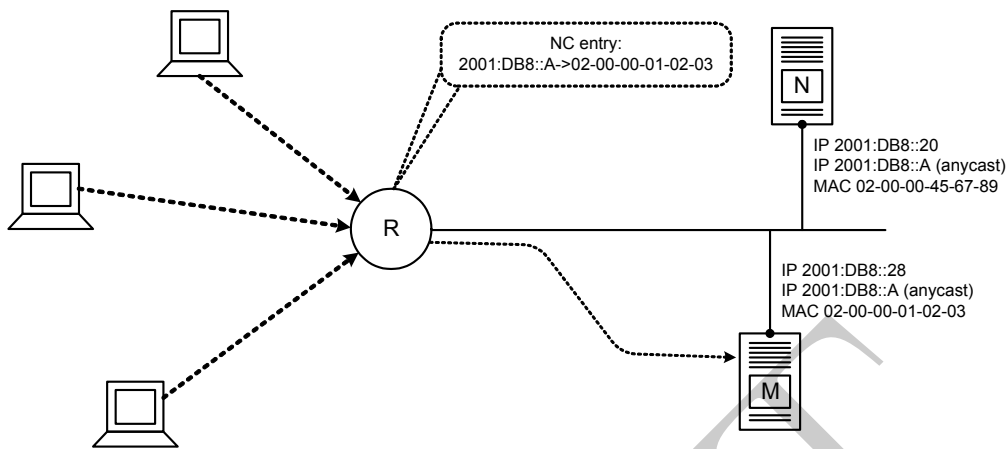 NC entry:
2001:DB8::A->02-00-00-01-02-03
N
IP 2001:DB8::20
IP 2001:DB8::A (anycast)
MAC 02-00-00-45-67-89
R
IP 2001:DB8::28
IP 2001:DB8::A (anycast)
MAC 02-00-00-01-02-03
M